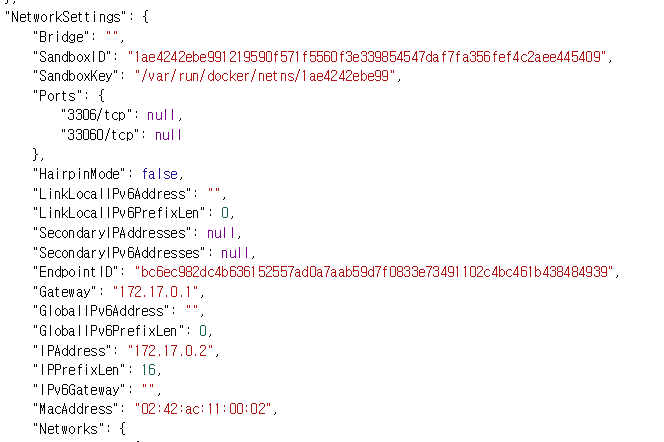 "NetworkSettings": {
"Bridge": "",
"SandboxID": "1ae4242ebe991219590f571f5560f3e339854547daf7fa356fef4c2aee445409",
"SandboxKey": "/var/run/docker/netns/1ae4242ebe99",
"Ports": {
"3306/tcp": null,
"33060/tcp": null
},
"HairpinMode": false,
"LinkLocalIPv6Address": "",
"LinkLocalIPv6PrefixLen": 0,
"SecondaryIPAddresses": null,
"SecondaryIPv6Addresses": null,
"EndpointID": "bc6ec982dc4b636152557ad0a7aab59d7f0833e73491102c4bc461b438484939",
"Gateway": "172.17.0.1",
"GlobalIPv6Address": "",
"GlobalIPv6PrefixLen": 0,
"IPAddress": "172.17.0.2",
"IPPrefixLen": 16,
"IPv6Gateway": "",
"MacAddress": "02:42:ac:11:00:02",
"Networks": {